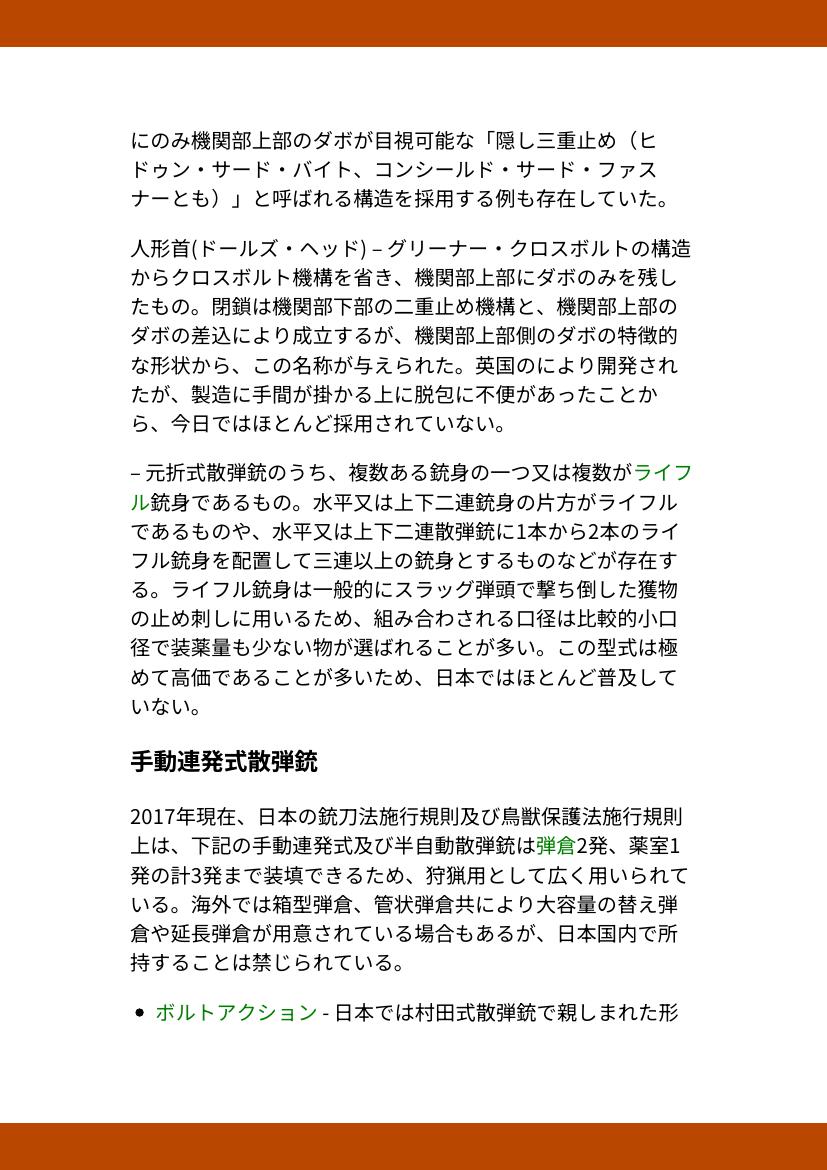 にのみ機関部上部のダボが目視可能な「隠し三重止め（ヒ
ドゥン・サード・バイト、コンシールド・サード・ファス
ナーとも）」と呼ばれる構造を採用する例も存在していた。
人形首(ドールズ・ヘッド) – グリーナー・クロスボルトの構造
からクロスボルト機構を省き、機関部上部にダボのみを残し
たもの。閉鎖は機関部下部の二重止め機構と、機関部上部の
ダボの差込により成立するが、機関部上部側のダボの特徴的
な形状から、この名称が与えられた。英国のにより開発され
たが、製造に手間が掛かる上に脱包に不便があったことか
ら、今日ではほとんど採用されていない。
– 元折式散弾銃のうち、複数ある銃身の一つ又は複数がライフ
ル銃身であるもの。水平又は上下二連銃身の片方がライフル
であるものや、水平又は上下二連散弾銃に1本から2本のライ
フル銃身を配置して三連以上の銃身とするものなどが存在す
る。ライフル銃身は一般的にスラッグ弾頭で撃ち倒した獲物
の止め刺しに用いるため、組み合わされる口径は比較的小口
径で装薬量も少ない物が選ばれることが多い。この型式は極
めて高価であることが多いため、日本ではほとんど普及して
いない。
手動連発式散弾銃
2017年現在、日本の銃刀法施行規則及び鳥獣保護法施行規則
上は、下記の手動連発式及び半自動散弾銃は弾倉2発、薬室1
発の計3発まで装填できるため、狩猟用として広く用いられて
いる。海外では箱型弾倉、管状弾倉共により大容量の替え弾
倉や延長弾倉が用意されている場合もあるが、日本国内で所
持することは禁じられている。
• ボルトアクション - 日本では村田式散弾銃で親しまれた形